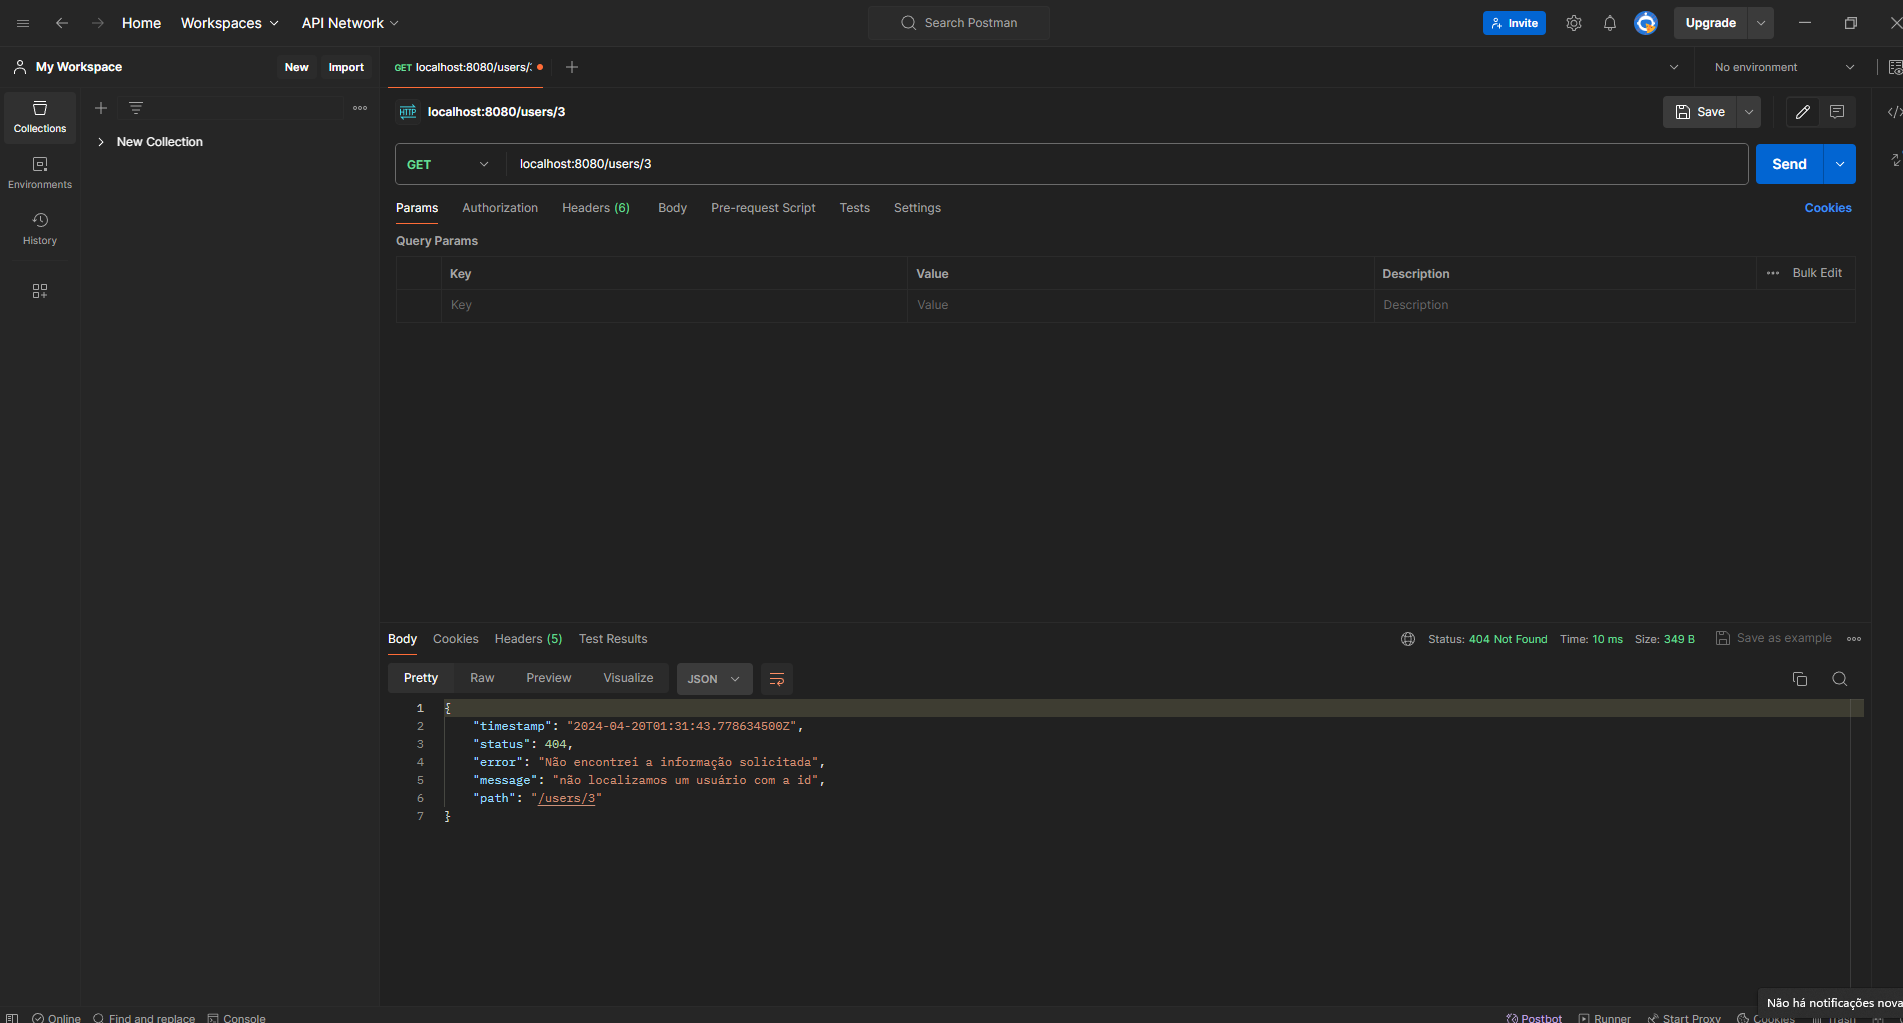 Home Workspaces API Network Search Postman Invite Upgrade
My Workspace New Import GET localhost:8080/users/ No environment
Collections
New Collection
Environments
History
HTTP localhost:8080/users/3 Save
GET localhost:8080/users/3 Send
Params Authorization Headers (6) Body Pre-request Script Tests Settings Cookies
Query Params
Key Value Description Bulk Edit
Key Value Description
Body Cookies Headers (5) Test Results Status: 404 Not Found Time: 10 ms Size: 349 B Save as example
Pretty Raw Preview Visualize JSON
1 {
2 "timestamp": "2024-04-20T01:31:43.778634500Z",
3 "status": 404,
4 "error": "Não encontrei a informação solicitada",
5 "message": "não localizamos um usuário com a id",
6 "path": "/users/3"
7 }
Não há notificações nova
Online Find and replace Console Postbot Runner Start Proxy Cookies Trash